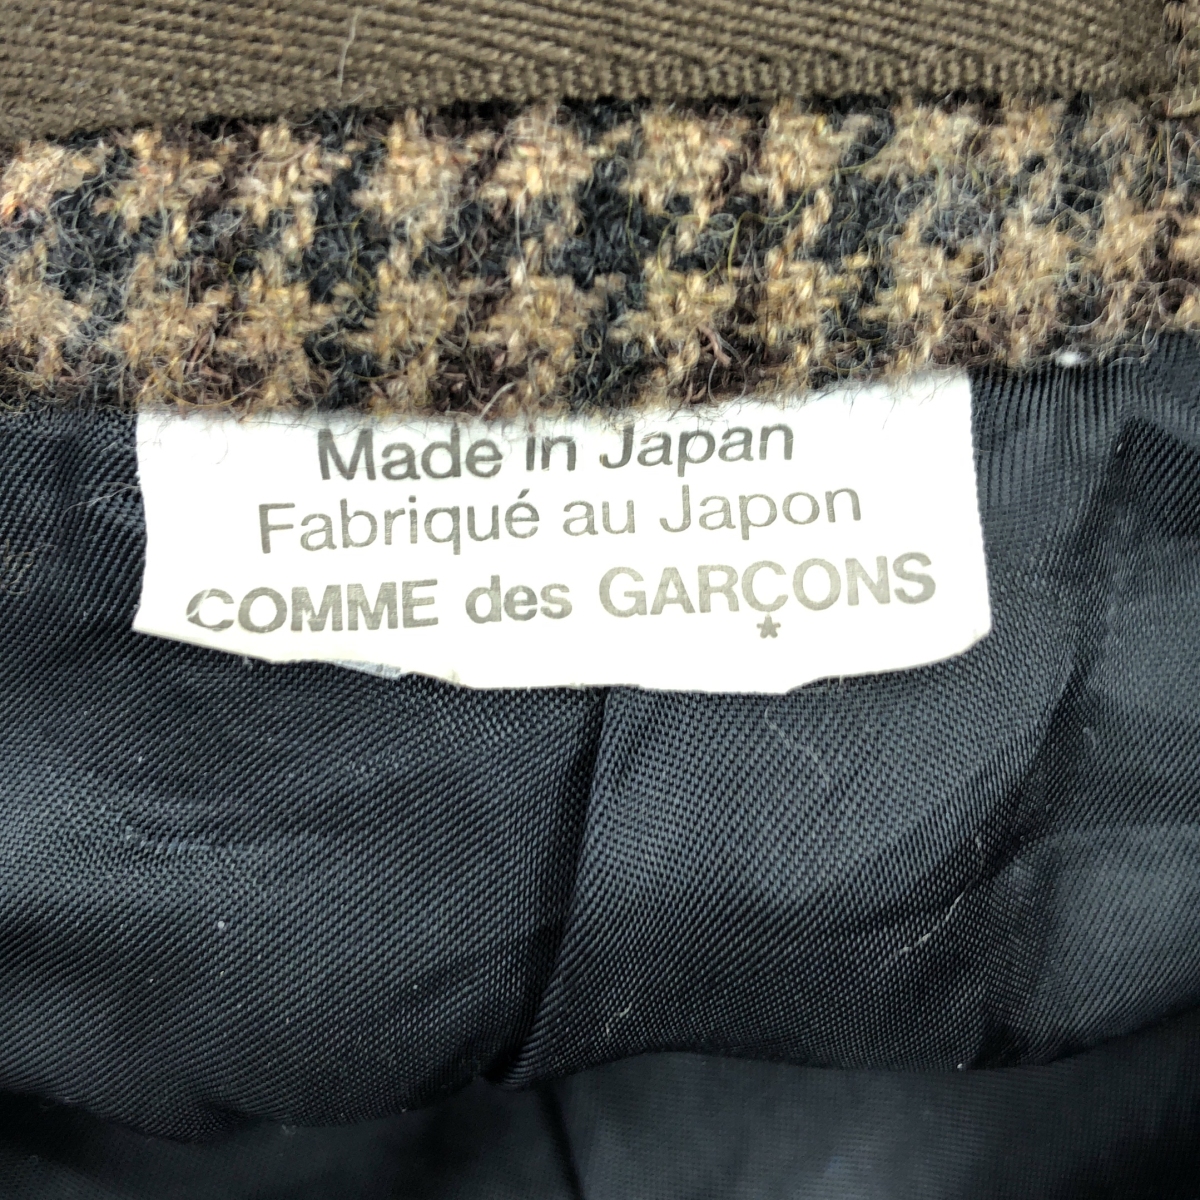 Made in Japan
Fabriqué au Japon
COMME des GARÇONS